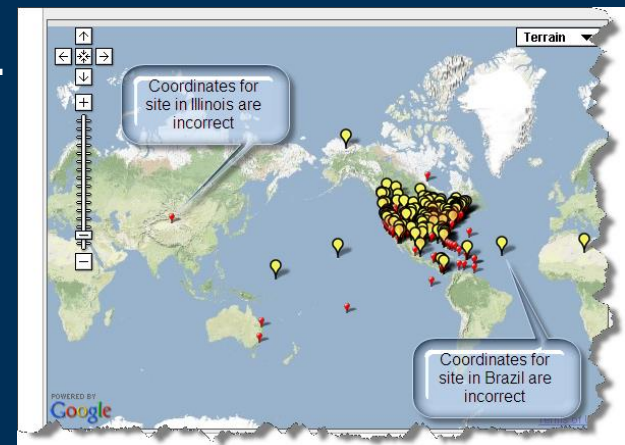 Terrain
Coordinates for
site in Illinois are
incorrect
Coordinates for
site in Brazil are
incorrect
POWERED BY
Google